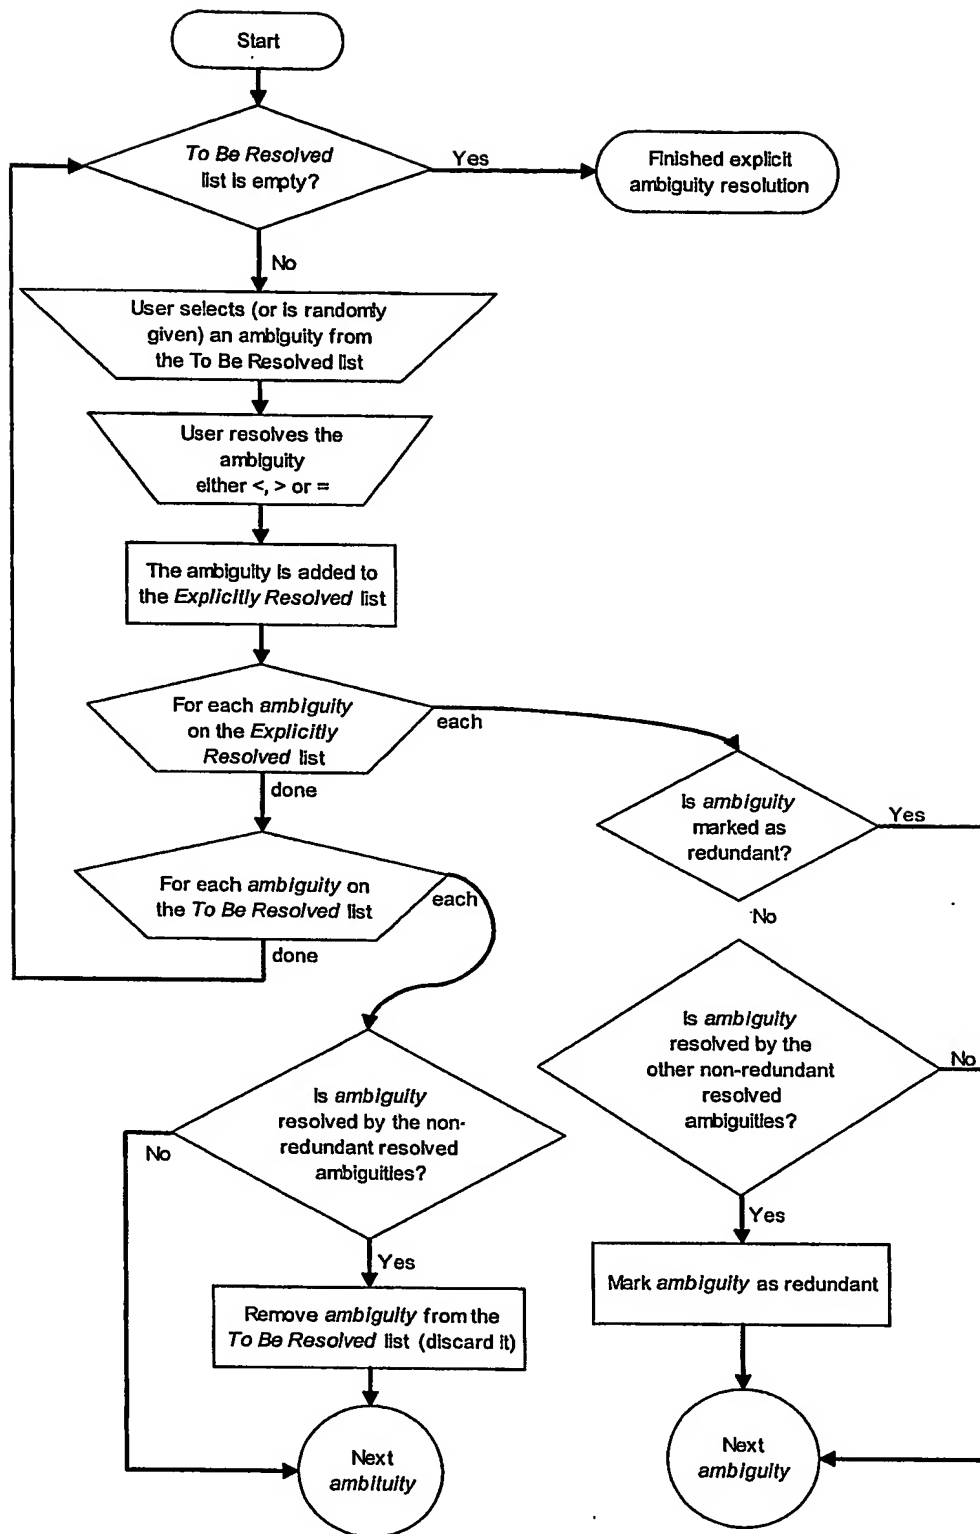 Start
To Be Resolved
list is empty?
Yes
Finished explicit
ambiguity resolution
No
User selects (or is randomly
given) an ambiguity from
the To Be Resolved list
User resolves the
ambiguity
either <, > or =
The ambiguity is added to
the Explicitly Resolved list
For each ambiguity
on the Explicitly
Resolved list
each
done
Is ambiguity
marked as
redundant?
Yes
No
For each ambiguity on
the To Be Resolved list
each
done
Is ambiguity
resolved by the
other non-redundant
resolved
ambiguities?
No
Yes
Is ambiguity
resolved by the non-
redundant resolved
ambiguities?
No
Yes
Mark ambiguity as redundant
Remove ambiguity from the
To Be Resolved list (discard it)
Next
ambituity
Next
ambiguity